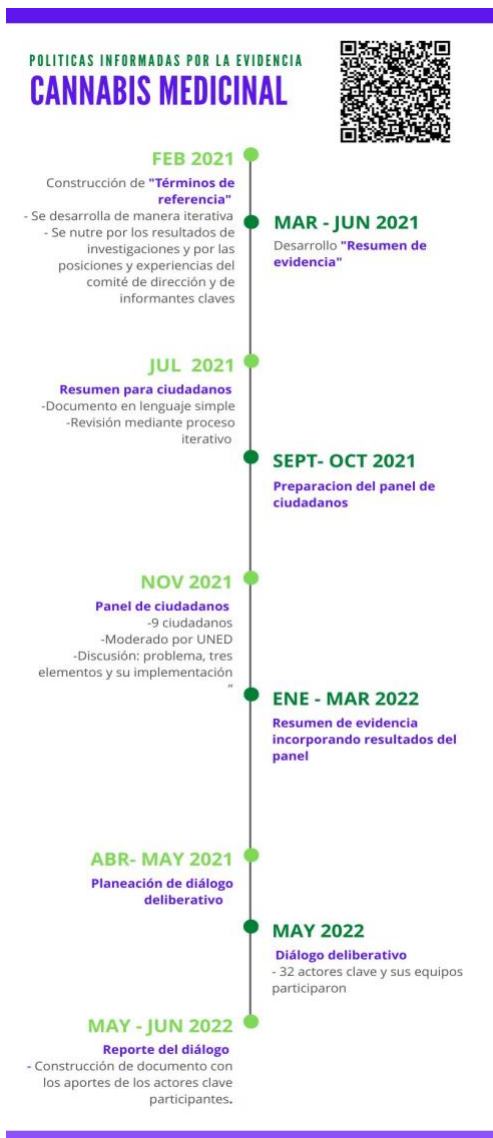 POLITICAS INFORMADAS POR LA EVIDENCIA
CANNABIS MEDICINAL
FEB 2021
Construcción de "Términos de
referencia"
- Se desarrolla de manera iterativa
- Se nutre por los resultados de
investigaciones y por las
posiciones y experiencias del
comité de dirección y de
informantes claves
MAR - JUN 2021
Desarrollo "Resumen de
evidencia"
JUL 2021
Resumen para ciudadanos
-Documento en lenguaje simple
-Revisión mediante proceso
iterativo
SEPT- OCT 2021
Preparacion del panel de
ciudadanos
NOV 2021
Panel de ciudadanos
-9 ciudadanos
-Moderado por UNED
-Discusión: problema, tres
elementos y su implementación
"
ENE - MAR 2022
Resumen de evidencia
incorporando resultados del
panel
ABR- MAY 2021
Planeación de diálogo
deliberativo
MAY 2022
Diálogo deliberativo
- 32 actores clave y sus equipos
participaron
MAY - JUN 2022
Reporte del diálogo
- Construcción de documento con
los aportes de los actores clave
participantes.